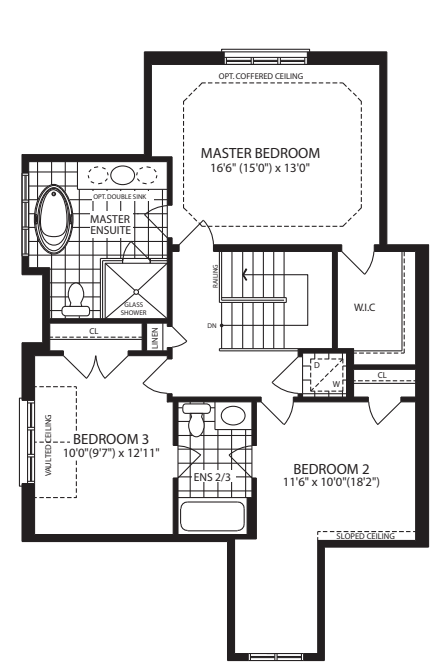 OPT. COFFERED CEILING
MASTER BEDROOM
16'6" (15'0") x 13'0"
OPT. DOUBLE SINK
MASTER
ENSUITE
GLASS
SHOWER
RAILING
DN
W.I.C
CL
LINEN
D
W
CL
VAULTED CEILING
BEDROOM 3
10'0"(9'7") x 12'11"
ENS 2/3
BEDROOM 2
11'6" x 10'0"(18'2")
SLOPED CEILING